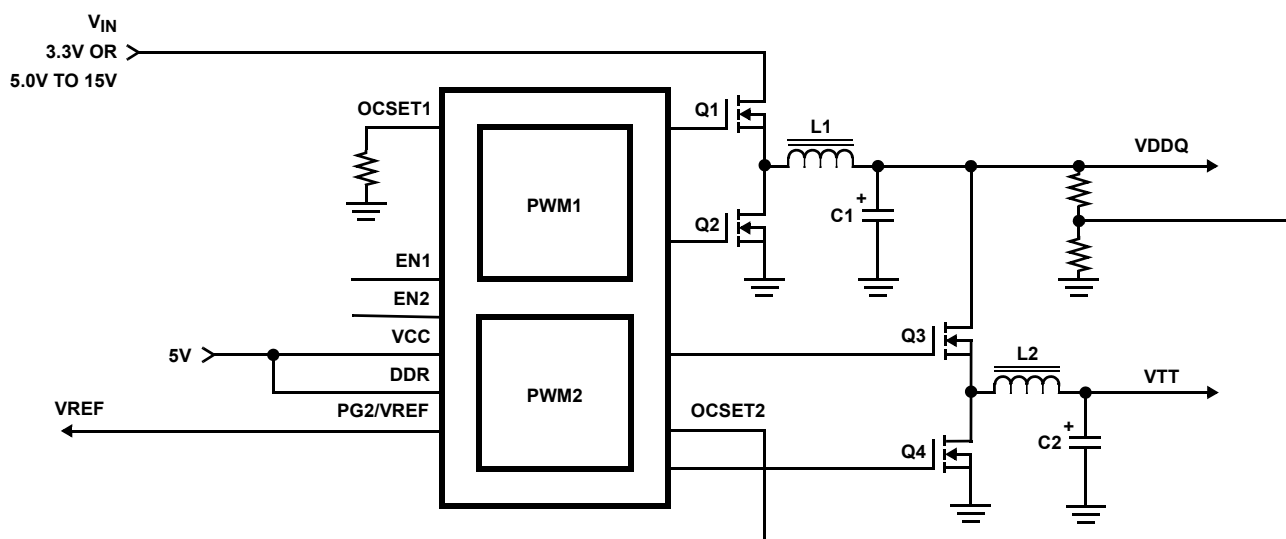 VIN
3.3V OR
5.0V TO 15V
OCSET1
Q1
L1
VDDQ
PWM1
C1
+
Q2
EN1
EN2
VCC
5V
Q3
DDR
L2
VTT
PWM2
VREF
PG2/VREF
OCSET2
+
C2
Q4